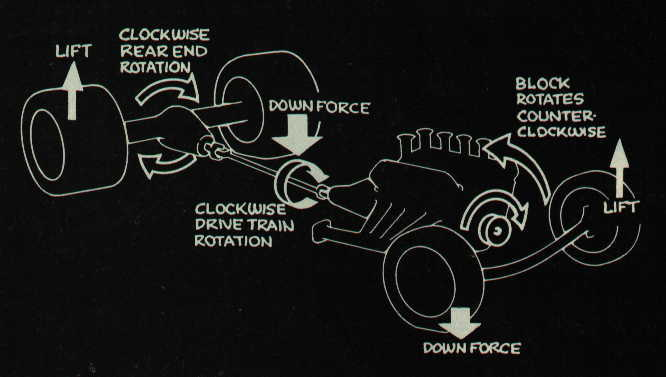 LIFT
CLOCKWISE
REAR END
ROTATION
DOWN FORCE
BLOCK
ROTATES
COUNTER-
CLOCKWISE
LIFT
CLOCKWISE
DRIVE TRAIN
ROTATION
DOWN FORCE